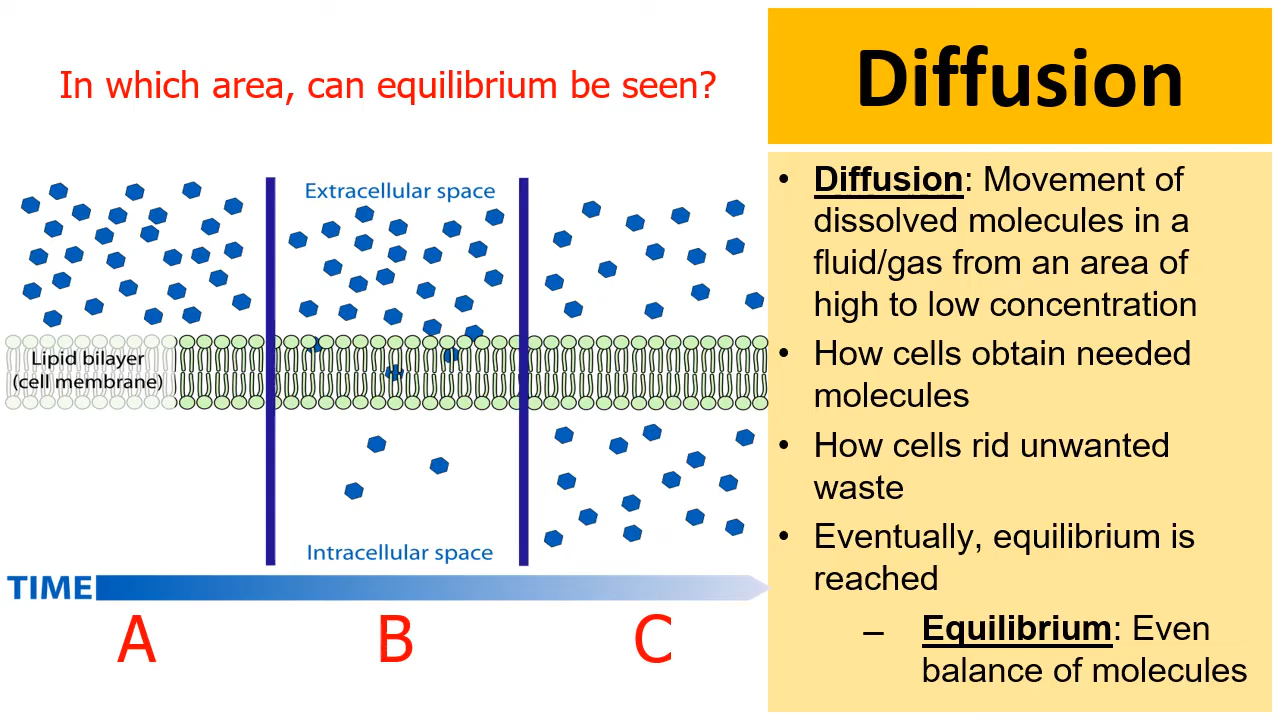 In which area, can equilibrium be seen?
Extracellular space
Lipid bilayer
(cell membrane)
Intracellular space
TIME
A B C
Diffusion
• Diffusion: Movement of
dissolved molecules in a
fluid/gas from an area of
high to low concentration
• How cells obtain needed
molecules
• How cells rid unwanted
waste
• Eventually, equilibrium is
reached
– Equilibrium: Even
balance of molecules